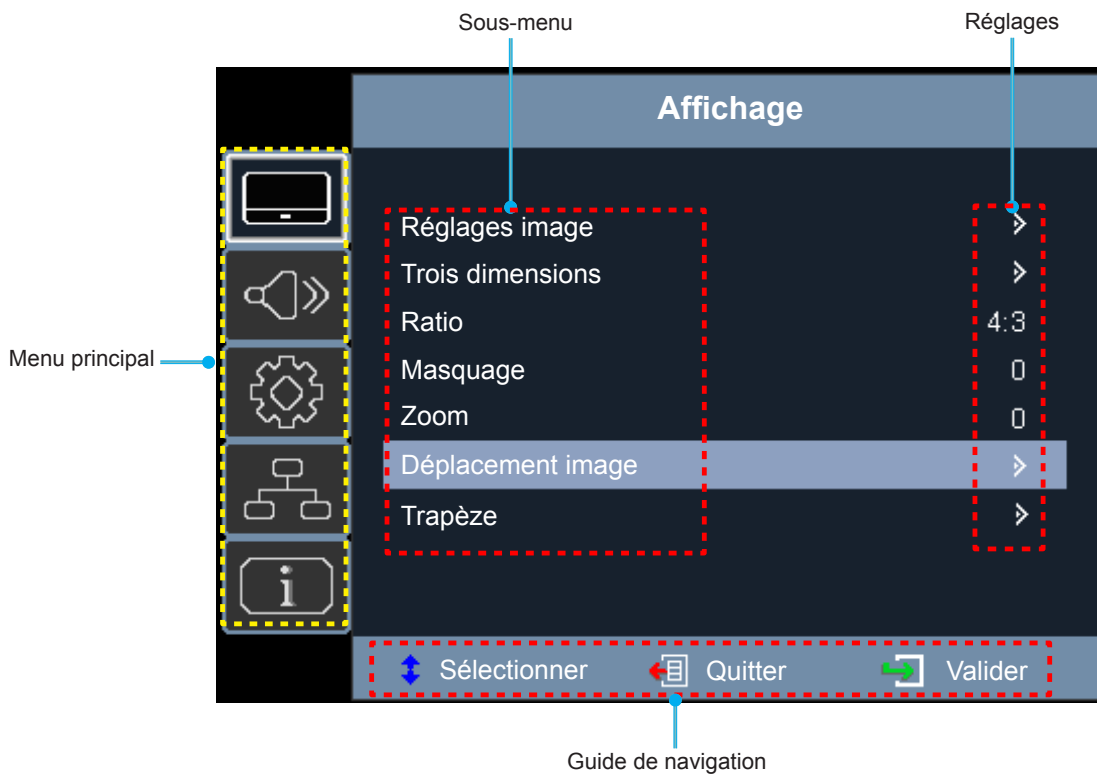 Sous-menu
Réglages
Affichage
Réglages image
Trois dimensions
Ratio 4:3
Masquage 0
Zoom 0
Déplacement image
Trapèze
Menu principal
i
Sélectionner Quitter Valider
Guide de navigation